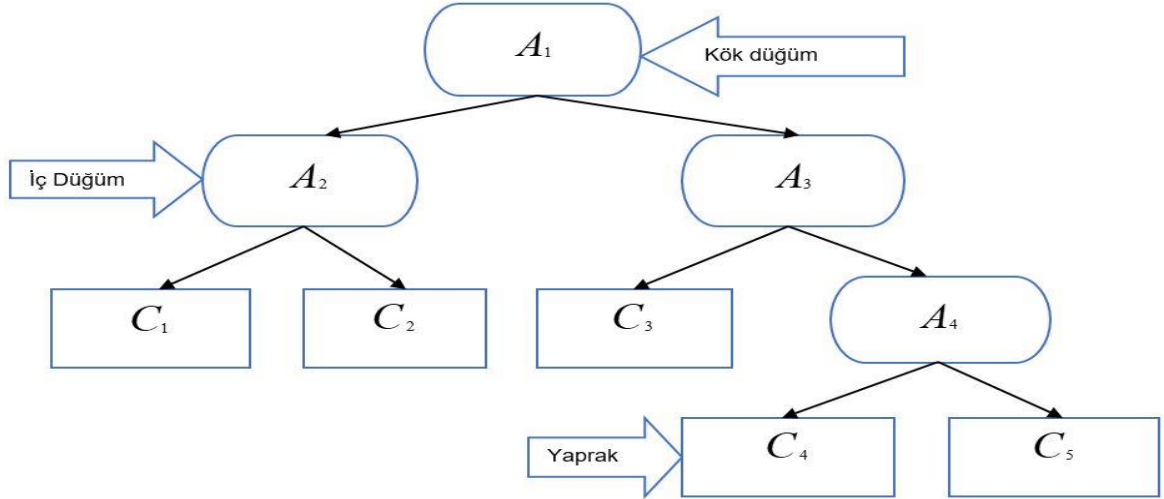 A₁
Kök düğüm
İç Düğüm
A₂
A₃
C₁
C₂
C₃
A₄
Yaprak
C₄
C₅